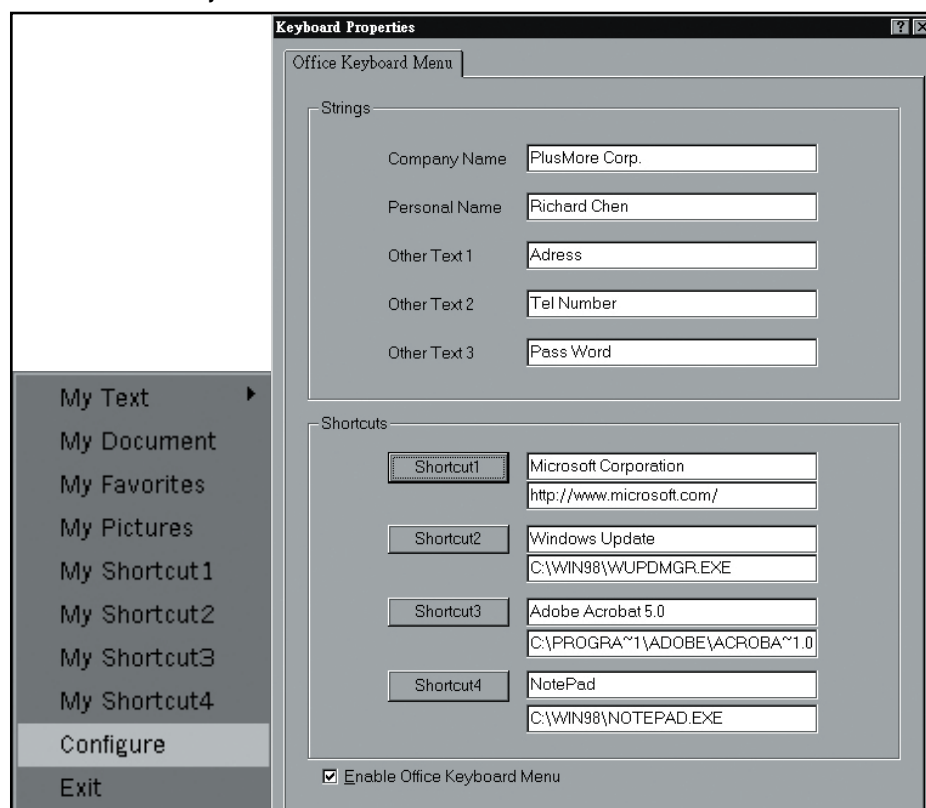 Keyboard Properties
Office Keyboard Menu
Strings
Company Name PlusMore Corp.
Personal Name Richard Chen
Other Text 1 Adress
Other Text 2 Tel Number
Other Text 3 Pass Word
Shortcuts
Shortcut1 Microsoft Corporation
http://www.microsoft.com/
Shortcut2 Windows Update
C:\WIN98\WUPDMGR.EXE
Shortcut3 Adobe Acrobat 5.0
C:\PROGRA~1\ADOBE\ACROBA~1.0
Shortcut4 NotePad
C:\WIN98\NOTEPAD.EXE
Enable Office Keyboard Menu
My Text
My Document
My Favorites
My Pictures
My Shortcut1
My Shortcut2
My Shortcut3
My Shortcut4
Configure
Exit